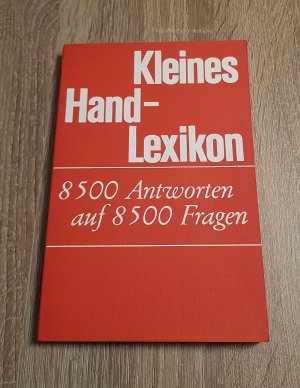 Kleines
Hand-
Lexikon
8500 Antworten
auf 8500 Fragen